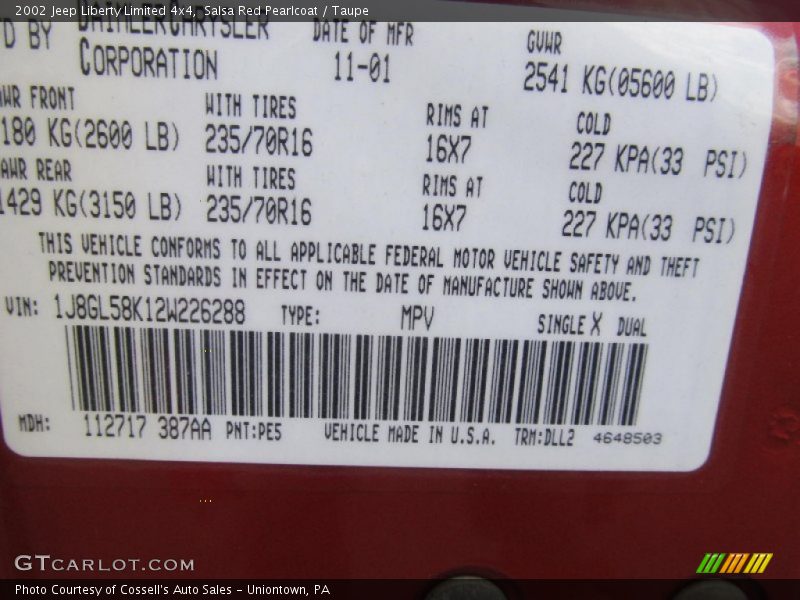 2002 Jeep Liberty Limited 4x4, Salsa Red Pearlcoat / Taupe
D BY DAIMLERCHRYSLER CORPORATION
DATE OF MFR
11-01
GVWR
2541 KG(05600 LB)
AWR FRONT WITH TIRES RIMS AT COLD
180 KG(2600 LB) 235/70R16 16X7 227 KPA(33 PSI)
AWR REAR WITH TIRES RIMS AT COLD
1429 KG(3150 LB) 235/70R16 16X7 227 KPA(33 PSI)
THIS VEHICLE CONFORMS TO ALL APPLICABLE FEDERAL MOTOR VEHICLE SAFETY AND THEFT
PREVENTION STANDARDS IN EFFECT ON THE DATE OF MANUFACTURE SHOWN ABOVE.
VIN: 1J8GL58K12W226288 TYPE: MPV SINGLE X DUAL
MDH: 112717 387AA PNT:PE5 VEHICLE MADE IN U.S.A. TRM:DLL2 4648503
GTCARLOT.COM
Photo Courtesy of Cossell's Auto Sales - Uniontown, PA